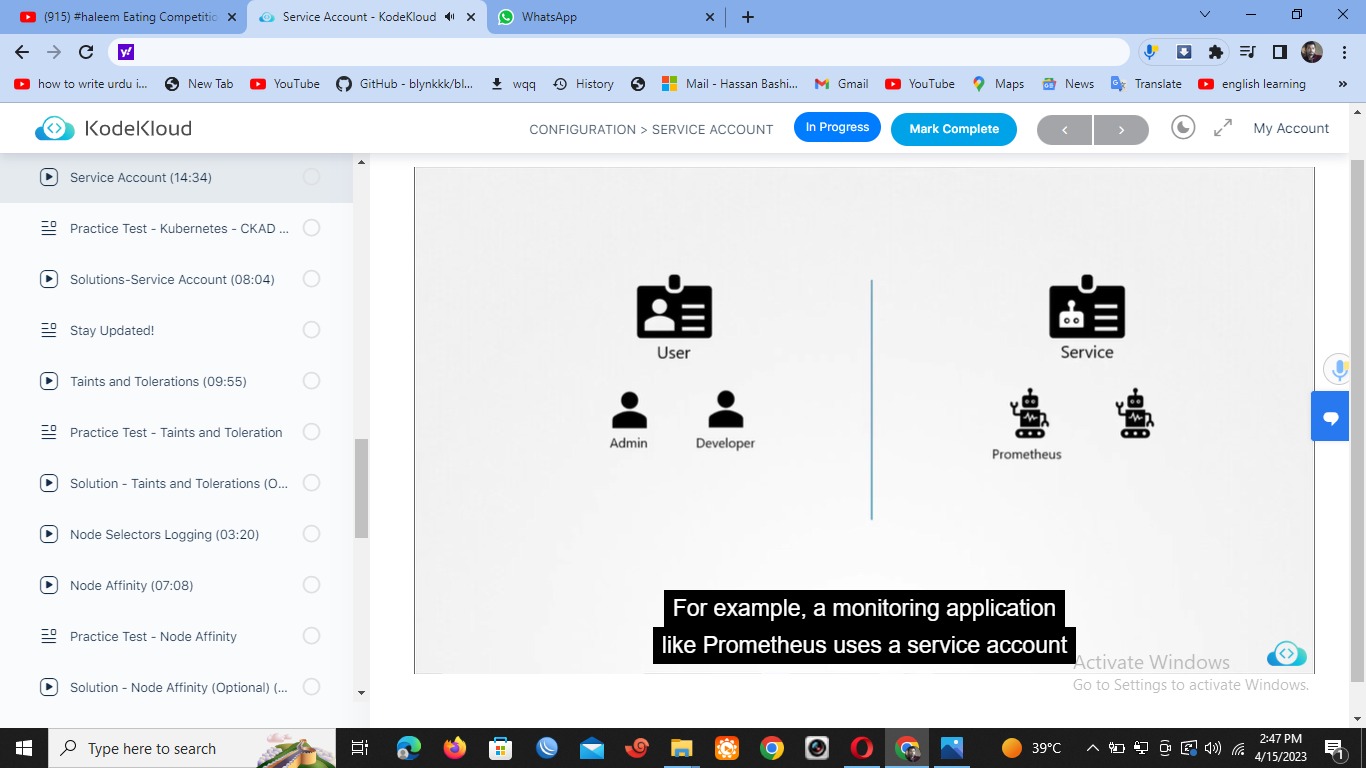 (915) #haleem Eating Competitio
Service Account - KodeKloud
WhatsApp
y!
how to write urdu i...
New Tab
YouTube
GitHub - blynkkk/bl...
wqq
History
Mail - Hassan Bashi...
Gmail
YouTube
Maps
News
Translate
english learning
»
KodeKloud
CONFIGURATION > SERVICE ACCOUNT
In Progress
Mark Complete
My Account
Service Account (14:34)
Practice Test - Kubernetes - CKAD ...
Solutions-Service Account (08:04)
Stay Updated!
Taints and Tolerations (09:55)
Practice Test - Taints and Toleration
Solution - Taints and Tolerations (O...
Node Selectors Logging (03:20)
Node Affinity (07:08)
Practice Test - Node Affinity
Solution - Node Affinity (Optional) (...
User
Service
Admin
Developer
Prometheus
For example, a monitoring application
like Prometheus uses a service account
Activate Windows
Go to Settings to activate Windows.
Type here to search
39°C
2:47 PM
4/15/2023
1